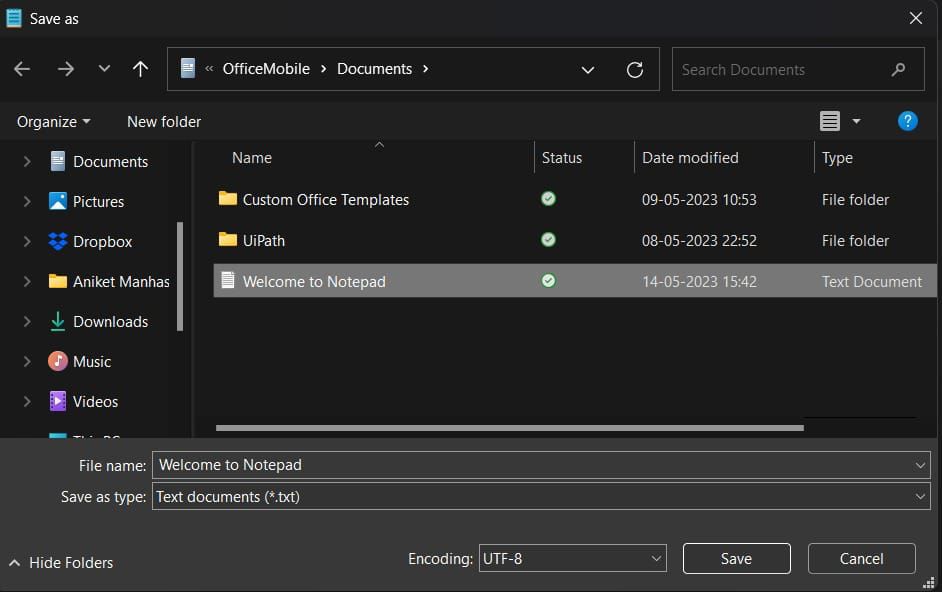 Save as
« OfficeMobile › Documents ›
Search Documents
Organize New folder
Name Status Date modified Type
Documents
Pictures
Dropbox
Aniket Manhas
Downloads
Music
Videos
This PC
Custom Office Templates 09-05-2023 10:53 File folder
UiPath 08-05-2023 22:52 File folder
Welcome to Notepad 14-05-2023 15:42 Text Document
File name: Welcome to Notepad
Save as type: Text documents (*.txt)
Hide Folders Encoding: UTF-8 Save Cancel